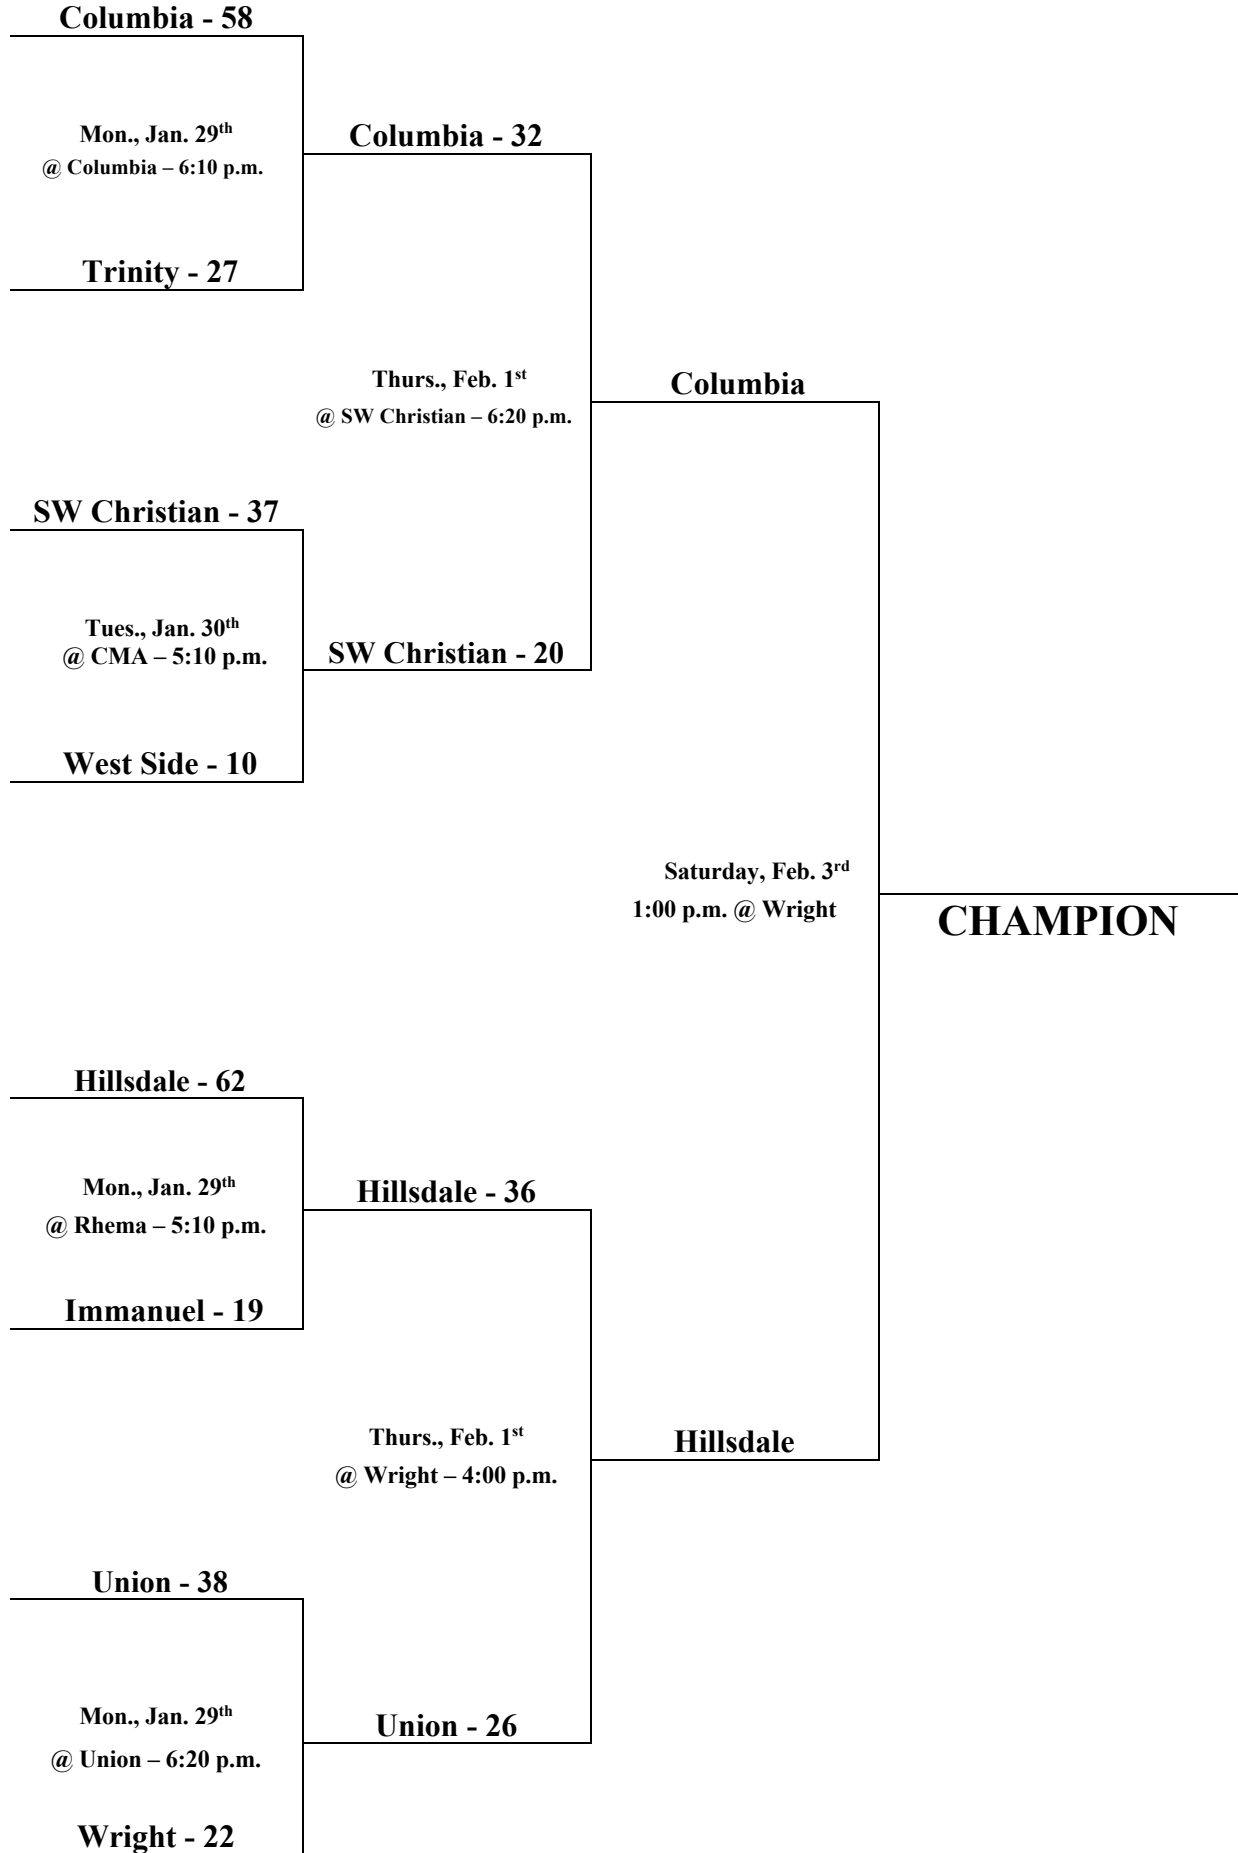 Columbia - 58
Mon., Jan. 29th
@ Columbia – 6:10 p.m.
Columbia - 32
Trinity - 27
Thurs., Feb. 1st
@ SW Christian – 6:20 p.m.
Columbia
SW Christian - 37
Tues., Jan. 30th
@ CMA – 5:10 p.m.
SW Christian - 20
West Side - 10
Saturday, Feb. 3rd
1:00 p.m. @ Wright
CHAMPION
Hillsdale - 62
Mon., Jan. 29th
@ Rhema – 5:10 p.m.
Hillsdale - 36
Immanuel - 19
Thurs., Feb. 1st
@ Wright – 4:00 p.m.
Hillsdale
Union - 38
Mon., Jan. 29th
@ Union – 6:20 p.m.
Union - 26
Wright - 22